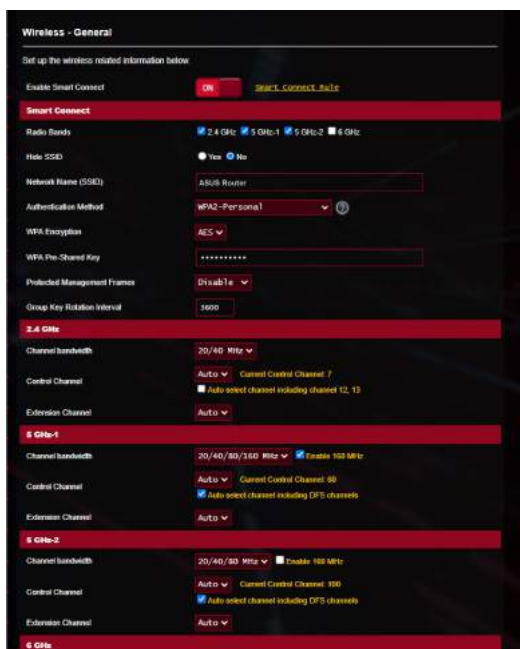 Wireless - General
Set up the wireless related information below.
Enable Smart Connect ON Smart Connect Rule
Smart Connect
Radio Bands 2.4 GHz 5 GHz-1 5 GHz-2 6 GHz
Hide SSID Yes No
Network Name (SSID) ASUS Router
Authentication Method WPA2-Personal ?
WPA Encryption AES
WPA Pre-Shared Key ••••••••••
Protected Management Frames Disable
Group Key Rotation Interval 3600
2.4 GHz
Channel bandwidth 20/40 MHz
Control Channel Auto Current Control Channel: 7
Auto select channel including channel 12, 13
Extension Channel Auto
5 GHz-1
Channel bandwidth 20/40/80/160 MHz Enable 160 MHz
Control Channel Auto Current Control Channel: 60
Auto select channel including DFS channels
Extension Channel Auto
5 GHz-2
Channel bandwidth 20/40/80 MHz Enable 160 MHz
Control Channel Auto Current Control Channel: 100
Auto select channel including DFS channels
Extension Channel Auto
6 GHz